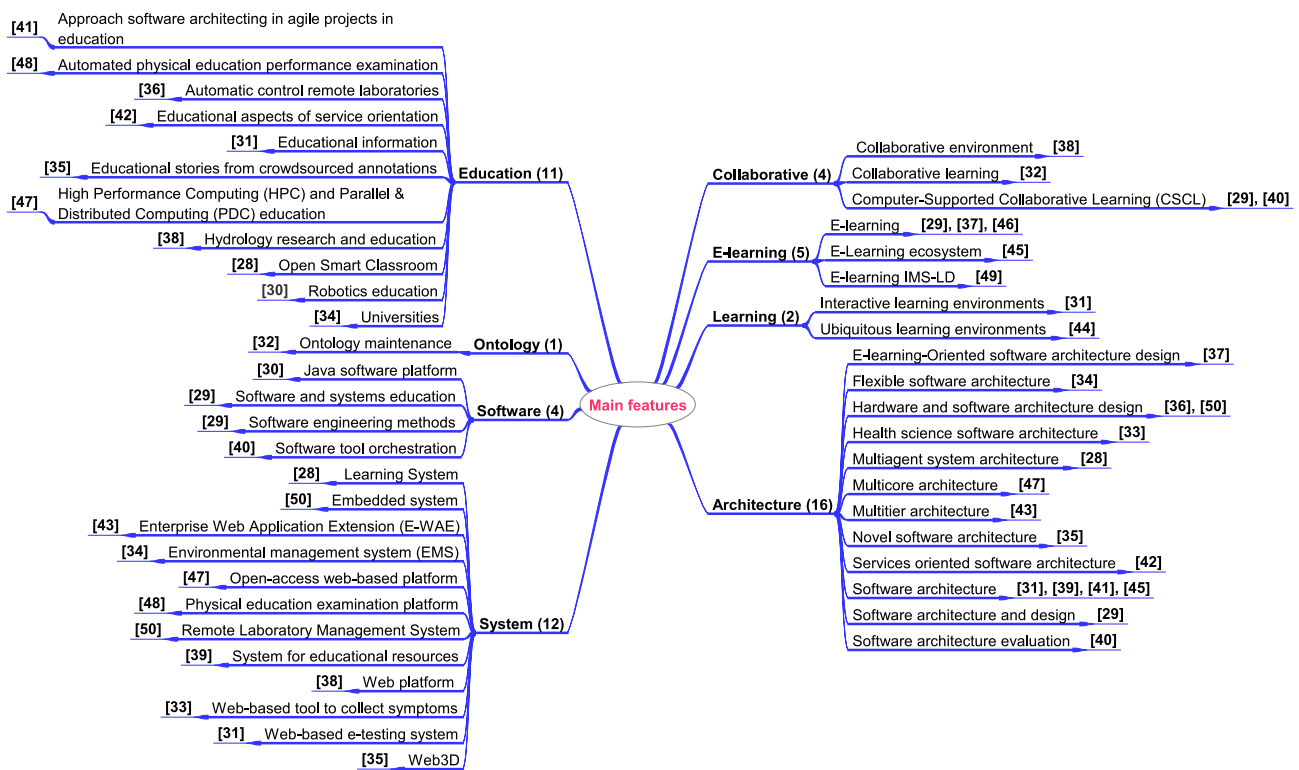 Main features
Education (11)
[41] Approach software architecting in agile projects in
education
[48] Automated physical education performance examination
[36] Automatic control remote laboratories
[42] Educational aspects of service orientation
[31] Educational information
[35] Educational stories from crowdsourced annotations
[47] High Performance Computing (HPC) and Parallel &
Distributed Computing (PDC) education
[38] Hydrology research and education
[28] Open Smart Classroom
[30] Robotics education
[34] Universities
Ontology (1)
[32] Ontology maintenance
Software (4)
[30] Java software platform
[29] Software and systems education
[29] Software engineering methods
[40] Software tool orchestration
System (12)
[28] Learning System
[50] Embedded system
[43] Enterprise Web Application Extension (E-WAE)
[34] Environmental management system (EMS)
[47] Open-access web-based platform
[48] Physical education examination platform
[50] Remote Laboratory Management System
[39] System for educational resources
[38] Web platform
[33] Web-based tool to collect symptoms
[31] Web-based e-testing system
[35] Web3D
Collaborative (4)
Collaborative environment [38]
Collaborative learning [32]
Computer-Supported Collaborative Learning (CSCL) [29], [40]
E-learning (5)
E-learning [29], [37], [46]
E-Learning ecosystem [45]
E-learning IMS-LD [49]
Learning (2)
Interactive learning environments [31]
Ubiquitous learning environments [44]
Architecture (16)
E-learning-Oriented software architecture design [37]
Flexible software architecture [34]
Hardware and software architecture design [36], [50]
Health science software architecture [33]
Multiagent system architecture [28]
Multicore architecture [47]
Multitier architecture [43]
Novel software architecture [35]
Services oriented software architecture [42]
Software architecture [31], [39], [41], [45]
Software architecture and design [29]
Software architecture evaluation [40]